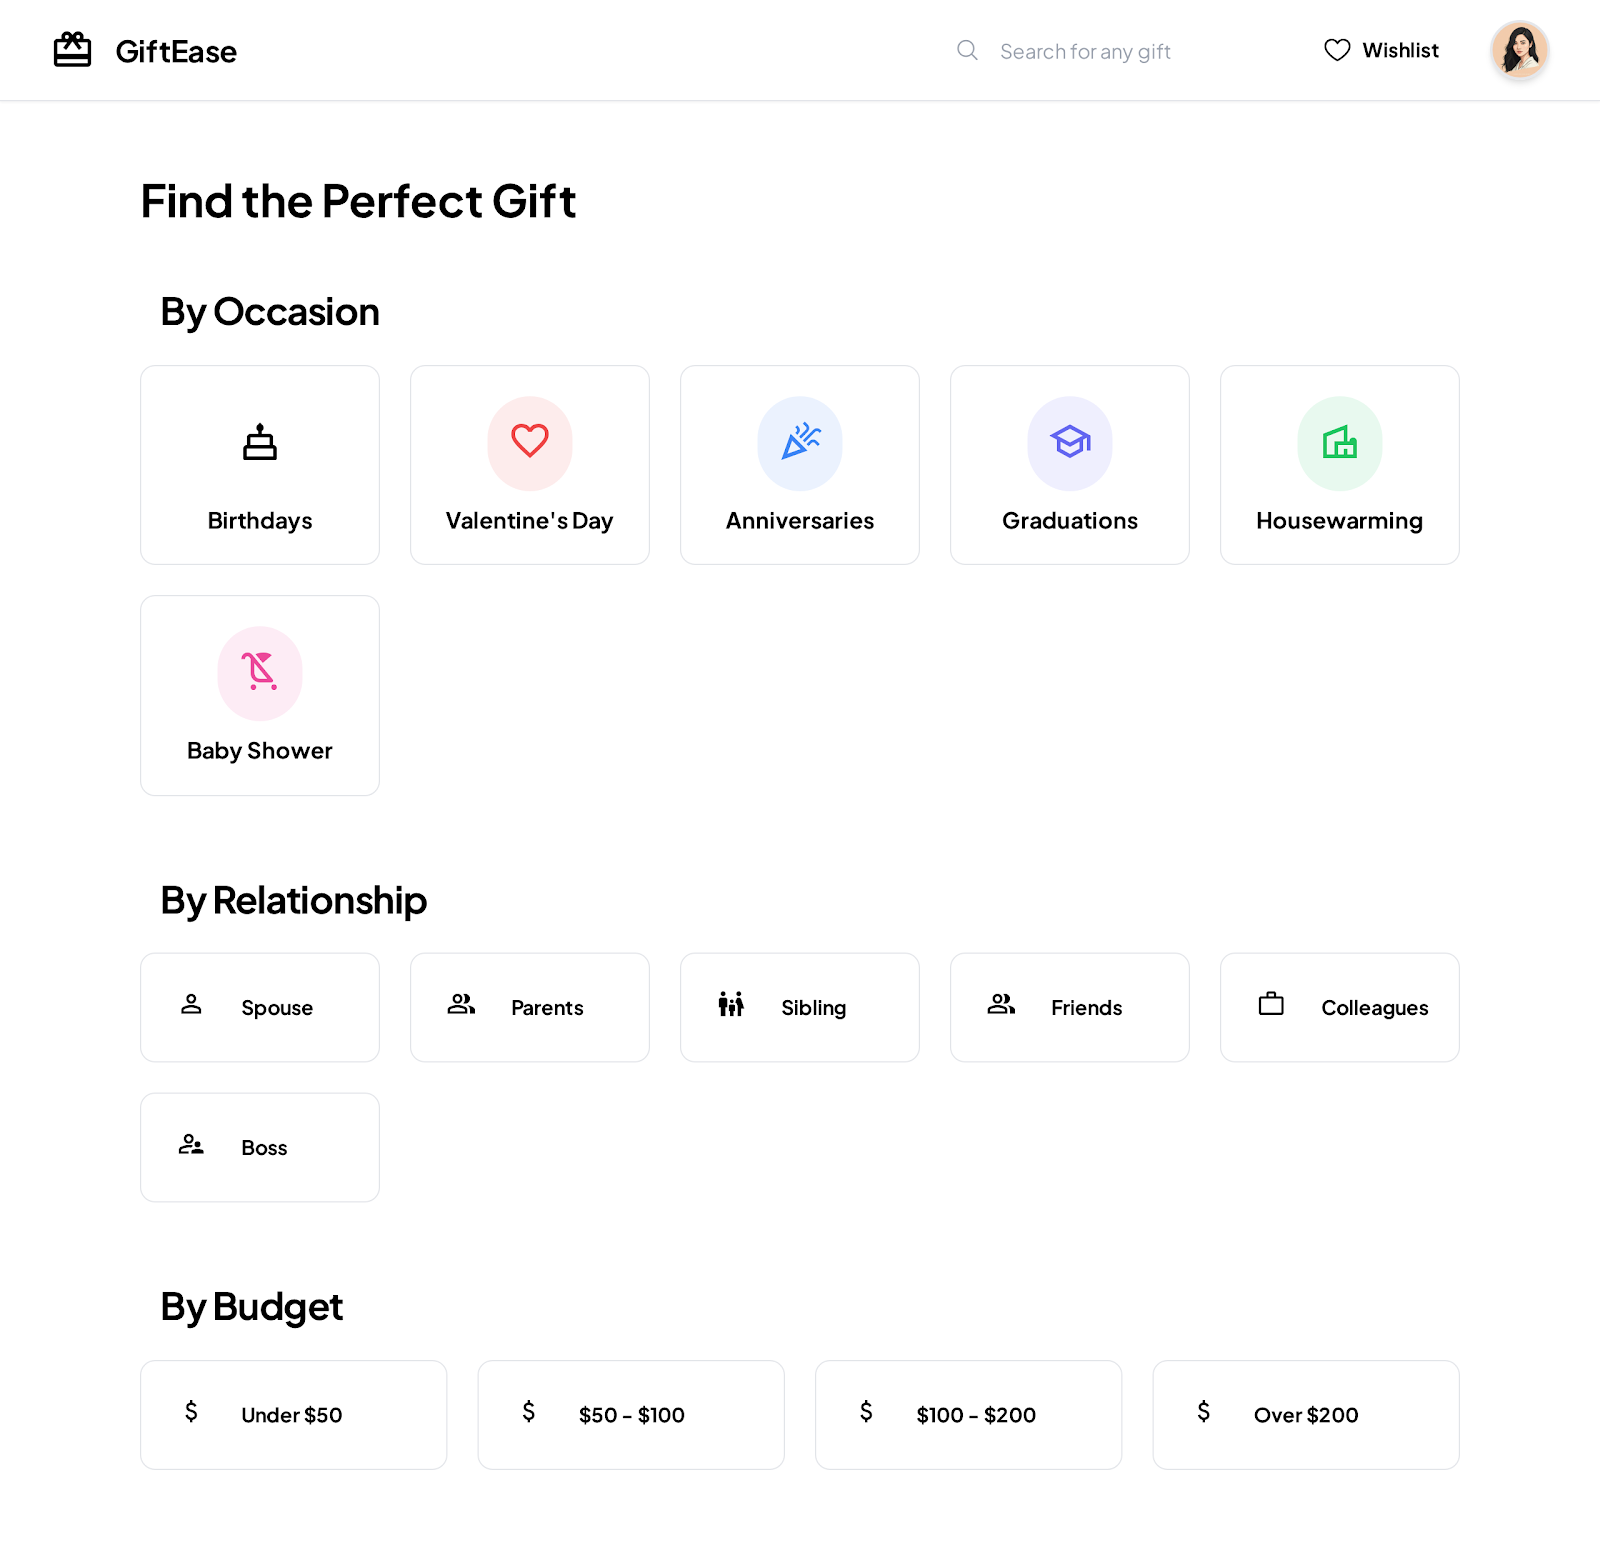 GiftEase
Search for any gift
Wishlist
Find the Perfect Gift
By Occasion
Birthdays
Valentine's Day
Anniversaries
Graduations
Housewarming
Baby Shower
By Relationship
Spouse
Parents
Sibling
Friends
Colleagues
Boss
By Budget
$ Under $50
$ $50 - $100
$ $100 - $200
$ Over $200